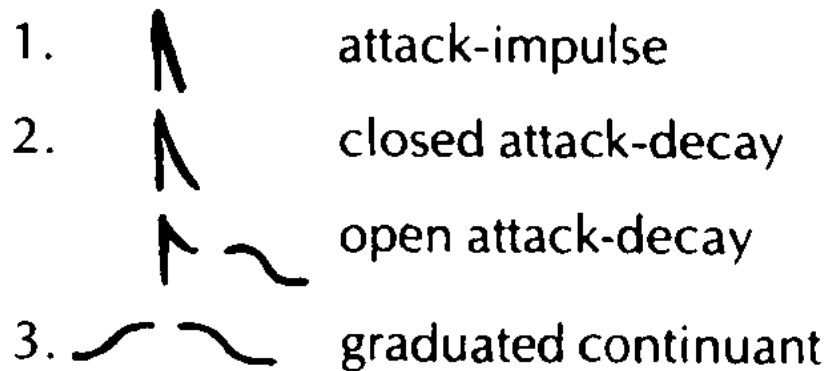 1. attack-impulse
2. closed attack-decay
open attack-decay
3. graduated continuant